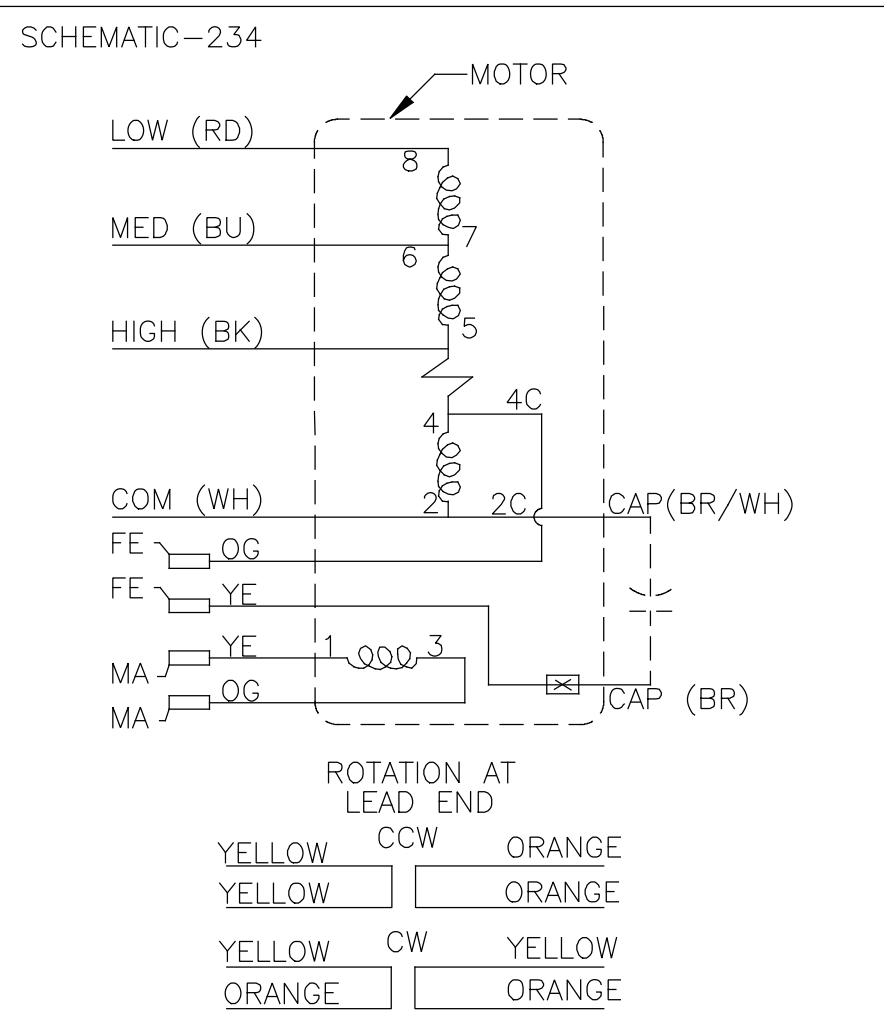 SCHEMATIC-234
MOTOR
LOW (RD)
8
MED (BU)
7
6
HIGH (BK)
5
4C
4
COM (WH)
2
2C
CAP(BR/WH)
FE
OG
FE
YE
YE
1
3
MA
OG
MA
CAP (BR)
ROTATION AT
LEAD END
CCW
YELLOW ORANGE
YELLOW ORANGE
CW
YELLOW YELLOW
ORANGE ORANGE